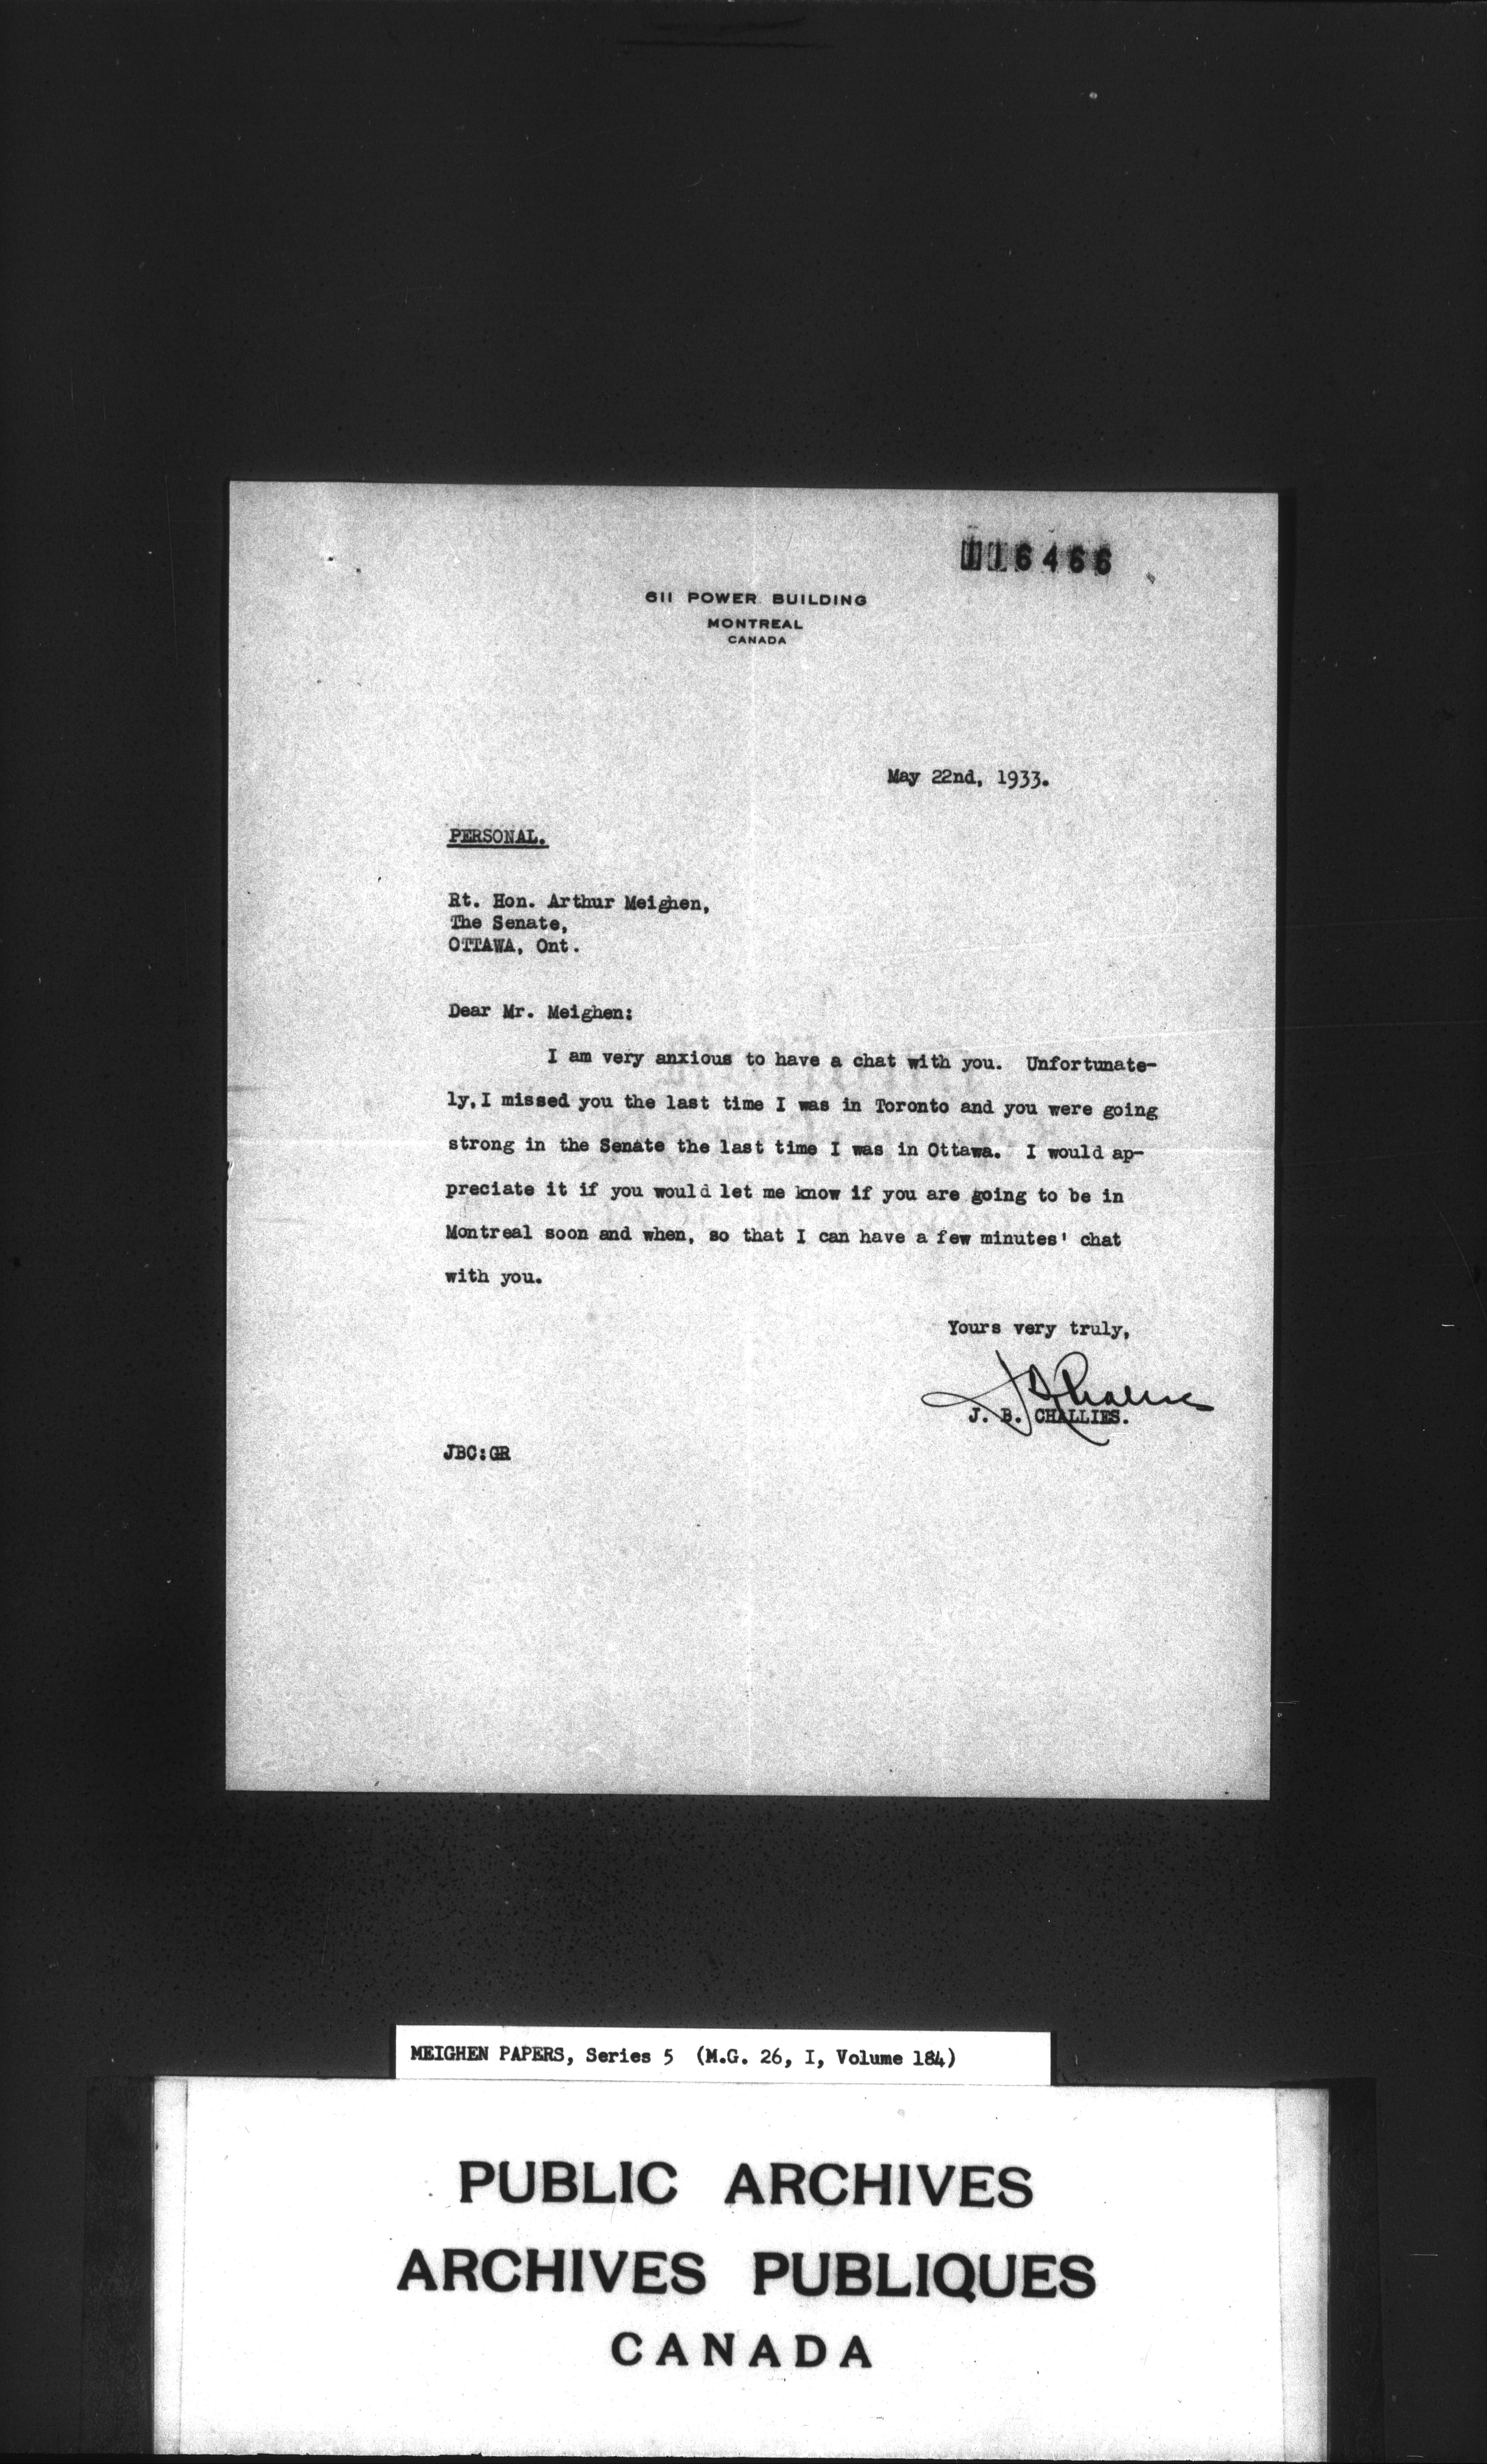 116466
611 POWER BUILDING
MONTREAL
CANADA
May 22nd, 1933.
PERSONAL.
Rt. Hon. Arthur Meighen,
The Senate,
OTTAWA, Ont.
Dear Mr. Meighen:
I am very anxious to have a chat with you. Unfortunate-
ly, I missed you the last time I was in Toronto and you were going
strong in the Senate the last time I was in Ottawa. I would ap-
preciate it if you would let me know if you are going to be in
Montreal soon and when, so that I can have a few minutes' chat
with you.
Yours very truly,
J B Challies
J. B. CHALLIES.
JBC:GR
MEIGHEN PAPERS, Series 5 (M.G. 26, I, Volume 184)
PUBLIC ARCHIVES
ARCHIVES PUBLIQUES
CANADA